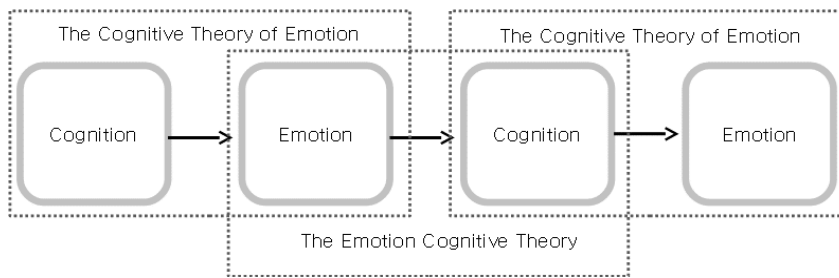 The Cognitive Theory of Emotion
The Cognitive Theory of Emotion
Cognition
Emotion
Cognition
Emotion
The Emotion Cognitive Theory